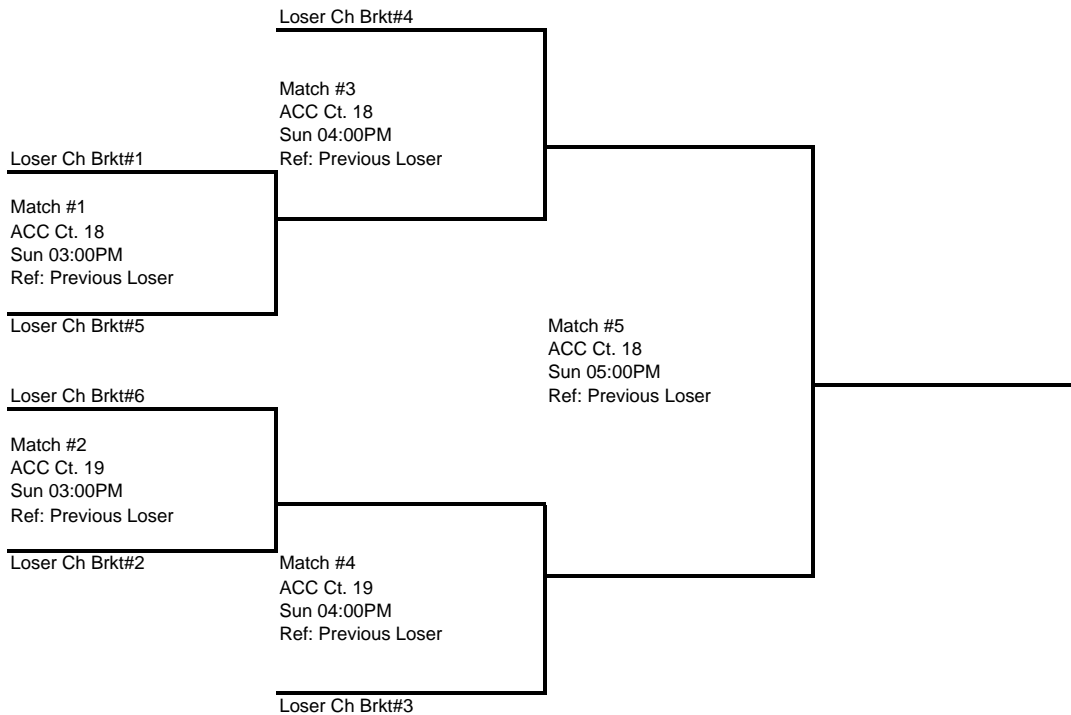 Loser Ch Brkt#4
Match #3
ACC Ct. 18
Sun 04:00PM
Ref: Previous Loser
Loser Ch Brkt#1
Match #1
ACC Ct. 18
Sun 03:00PM
Ref: Previous Loser
Loser Ch Brkt#5
Match #5
ACC Ct. 18
Sun 05:00PM
Ref: Previous Loser
Loser Ch Brkt#6
Match #2
ACC Ct. 19
Sun 03:00PM
Ref: Previous Loser
Loser Ch Brkt#2
Match #4
ACC Ct. 19
Sun 04:00PM
Ref: Previous Loser
Loser Ch Brkt#3